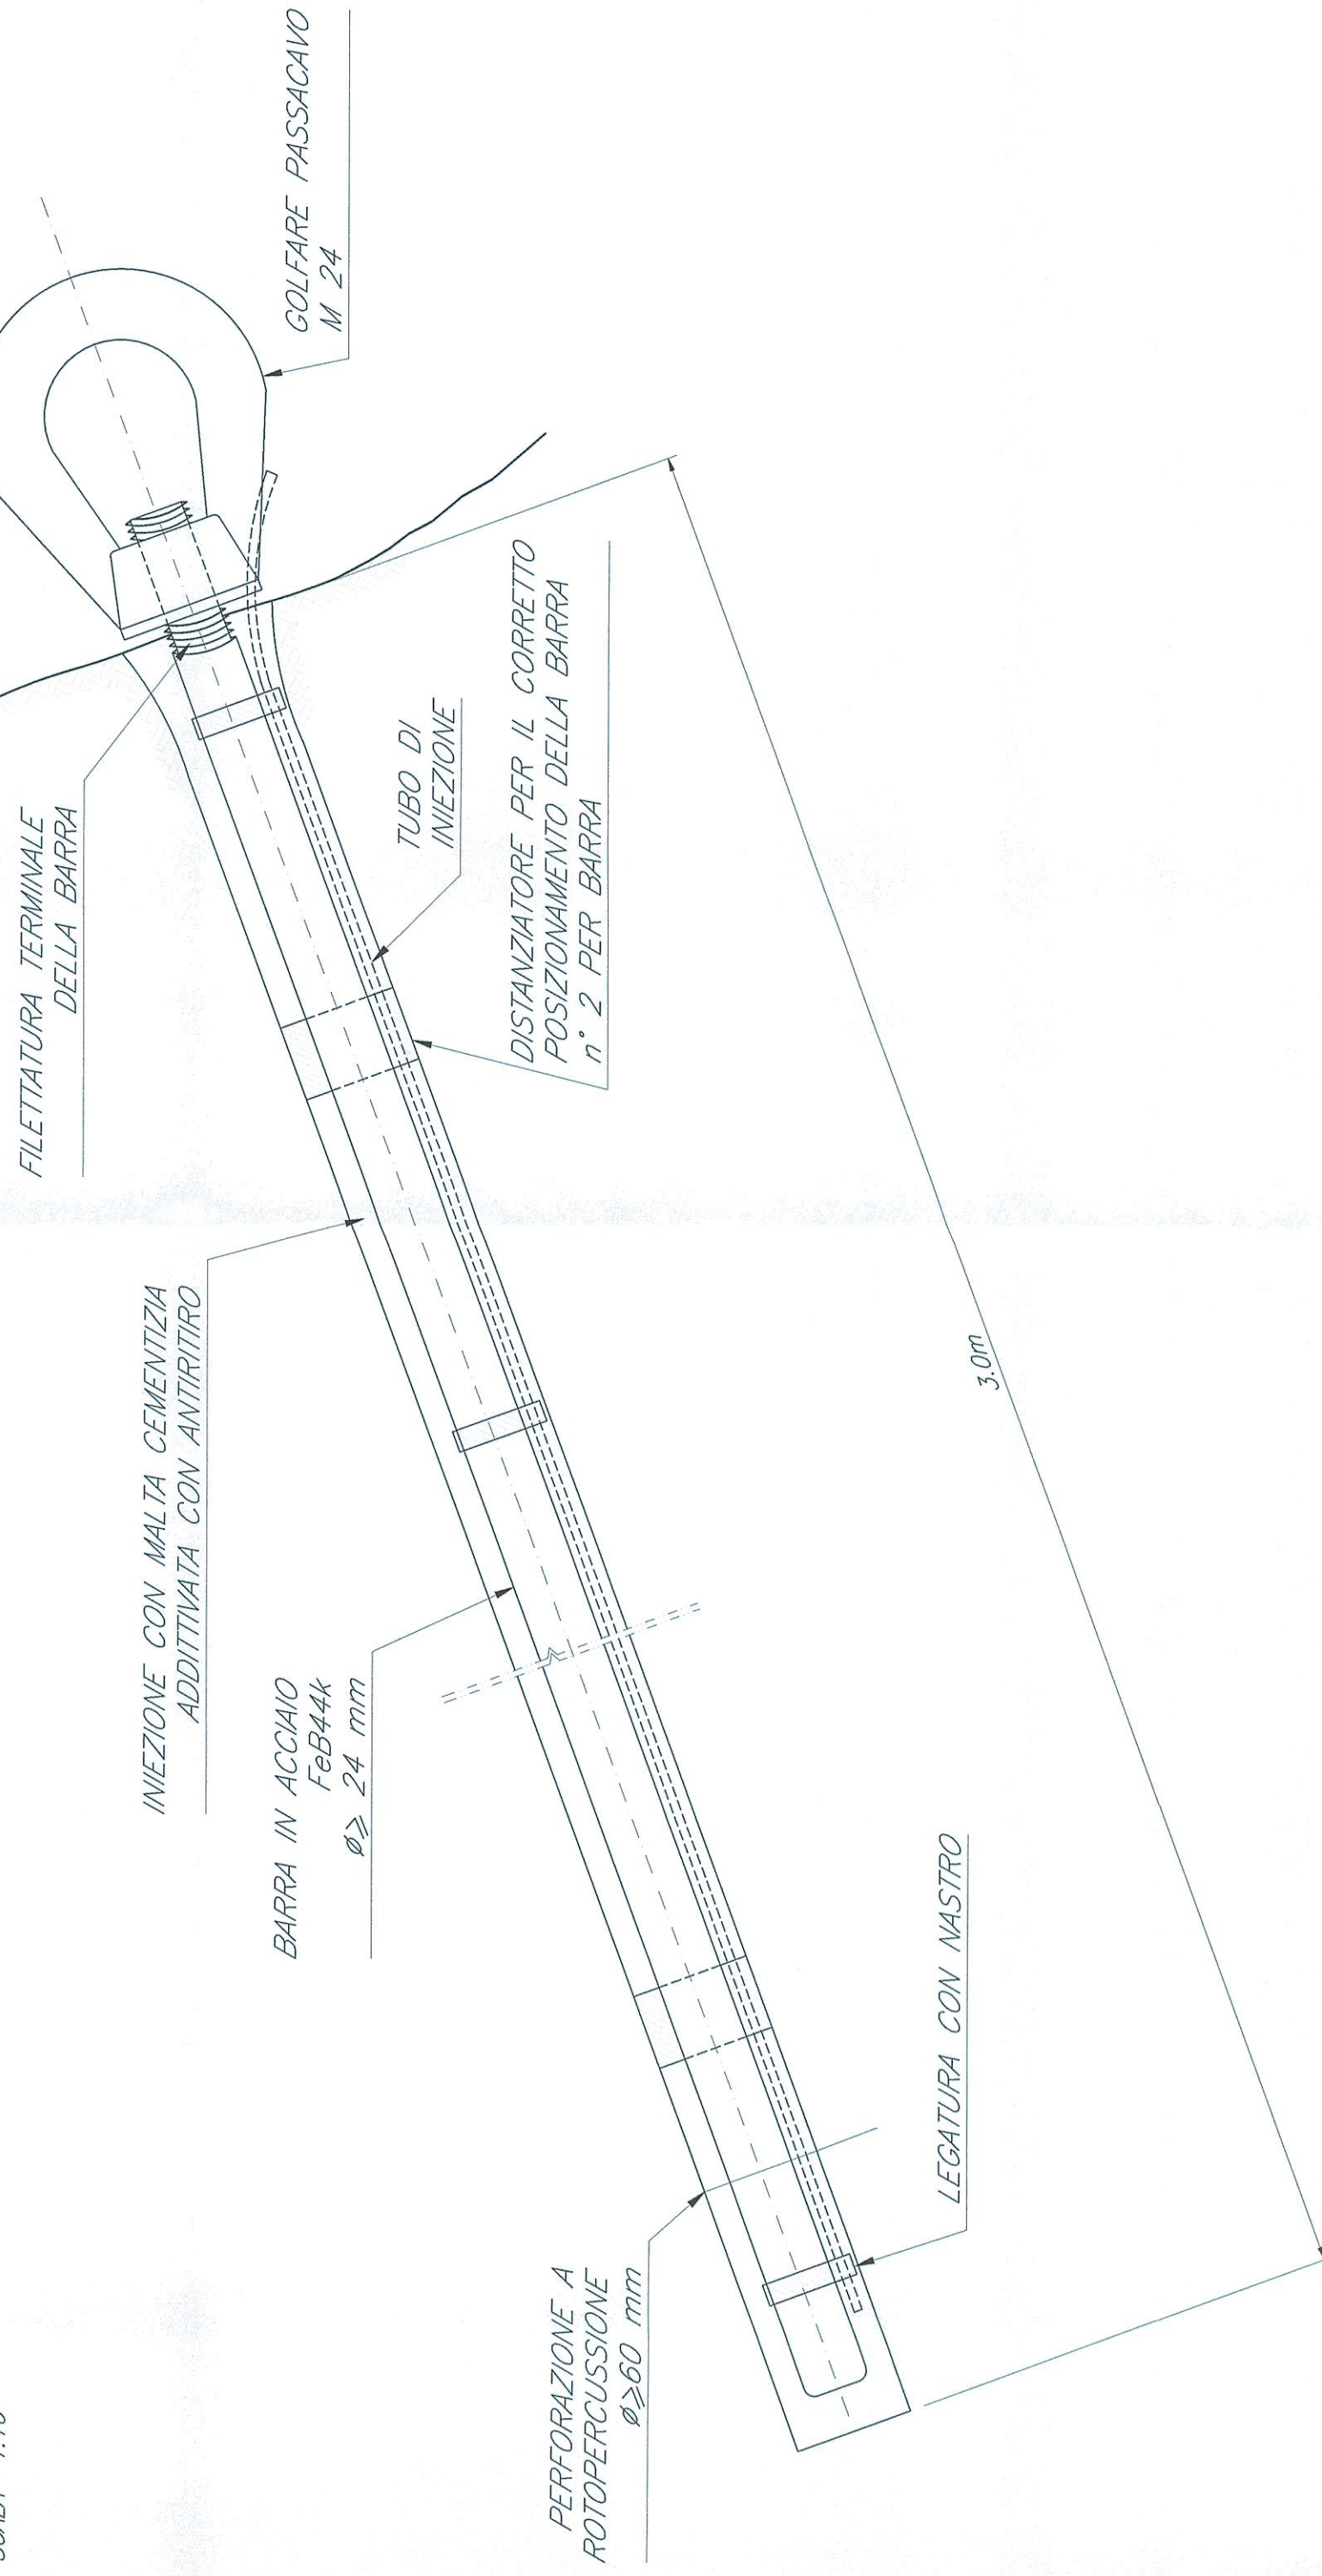 FILETTATURA TERMINALE
DELLA BARRA
GOLFARE PASSACAVO
M 24
INIEZIONE CON MALTA CEMENTIZIA
ADDITTIVATA CON ANTIRITIRO
TUBO DI
INIEZIONE
BARRA IN ACCIAIO
FeB44k
Ø⩾ 24 mm
DISTANZIATORE PER IL CORRETTO
POSIZIONAMENTO DELLA BARRA
n° 2 PER BARRA
PERFORAZIONE A
ROTOPERCUSSIONE
Ø⩾60 mm
LEGATURA CON NASTRO
3.0m